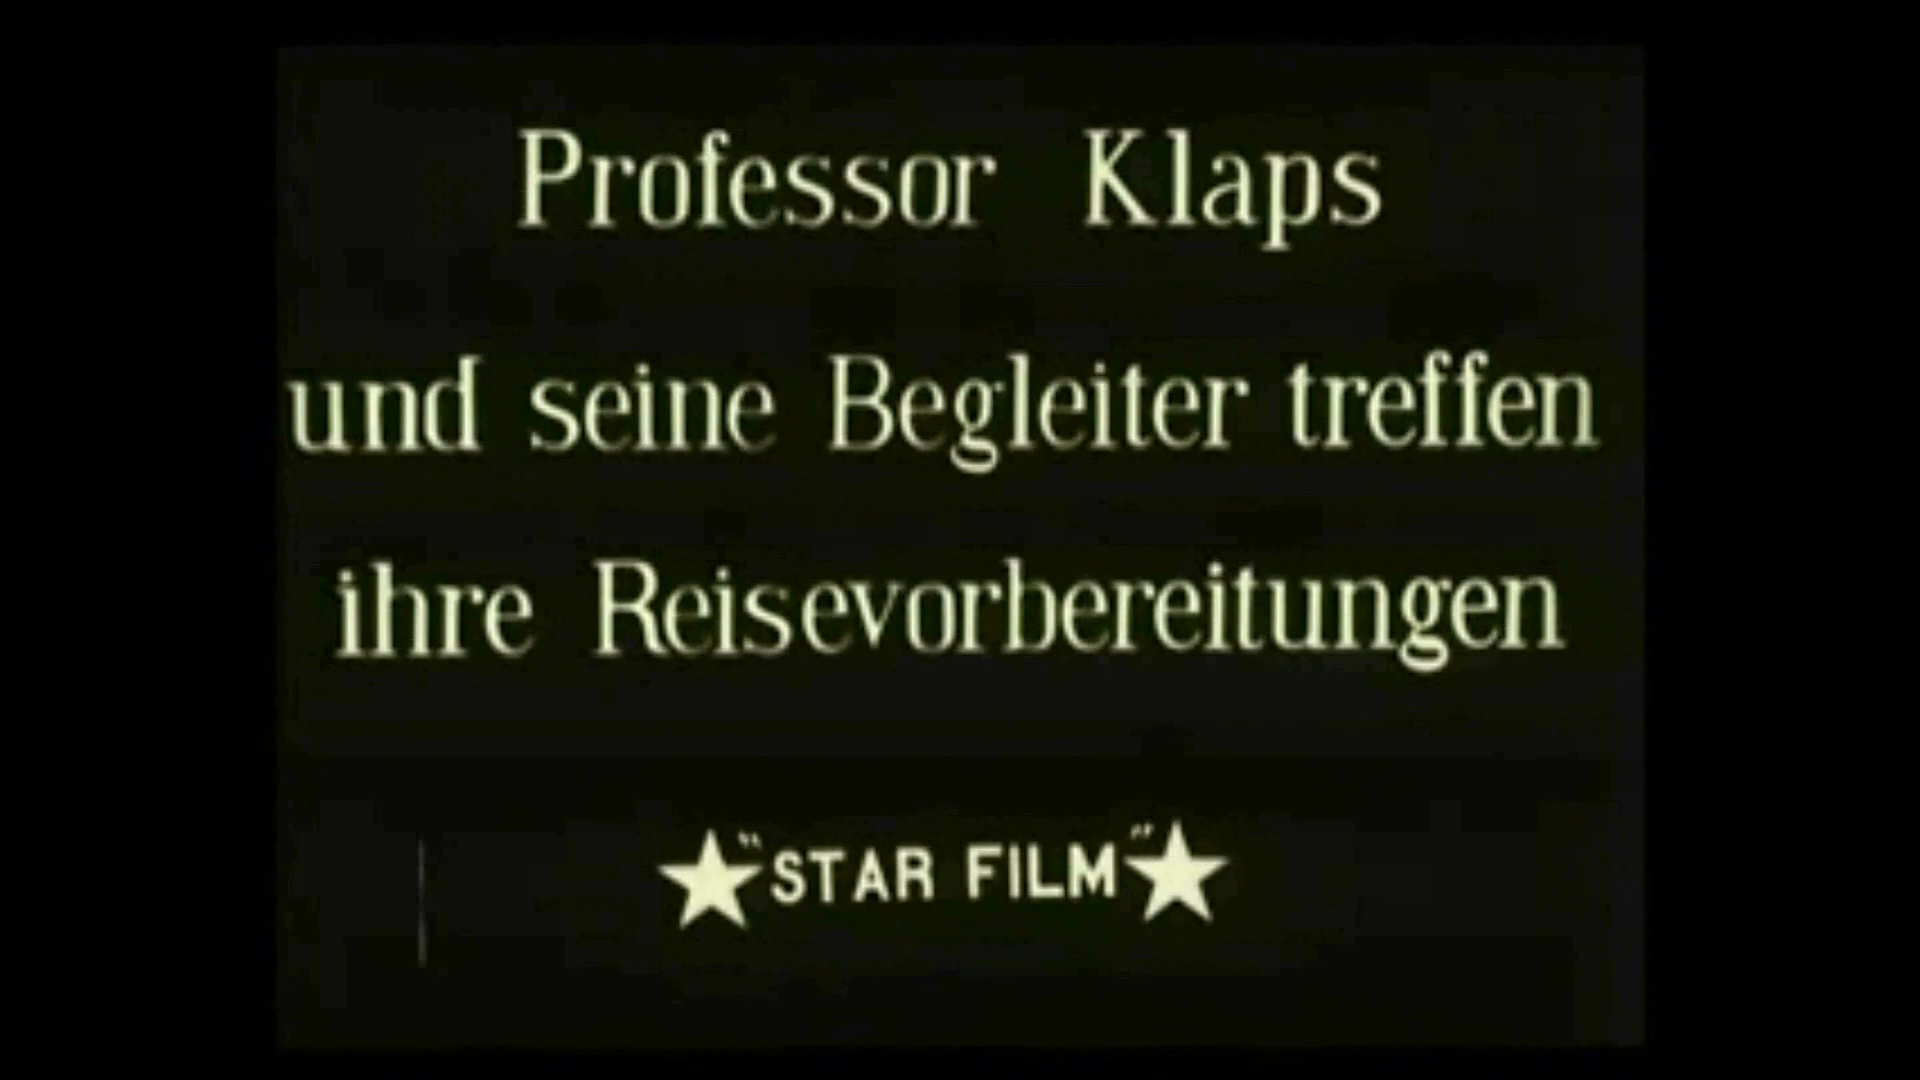 Professor Klaps
und seine Begleiter treffen
ihre Reisevorbereitungen
★"STAR FILM"★